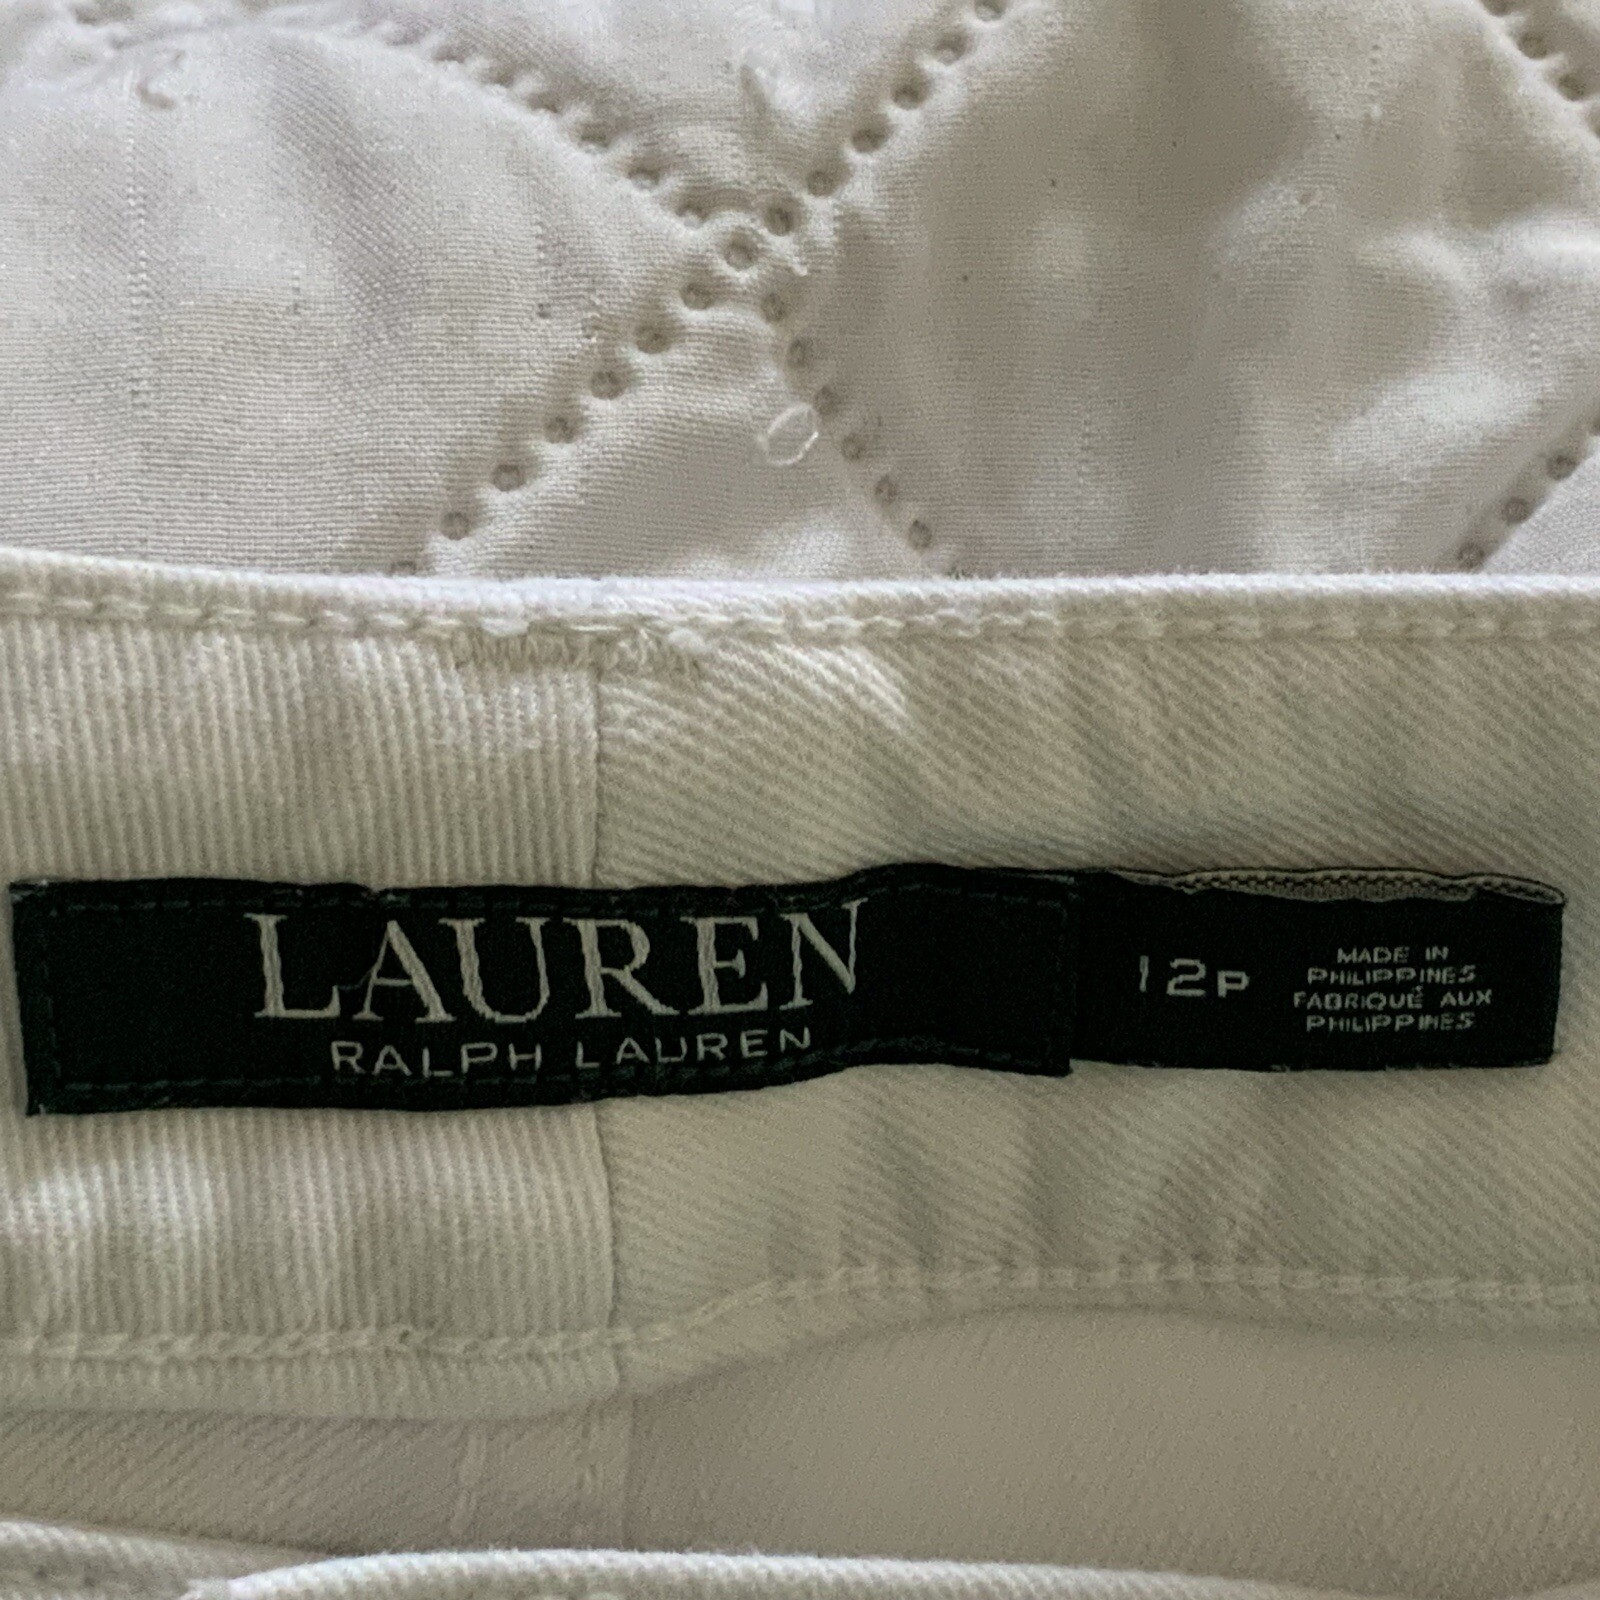 LAUREN
RALPH LAUREN
12P
MADE IN
PHILIPPINES
FABRIQUÉ AUX
PHILIPPINES